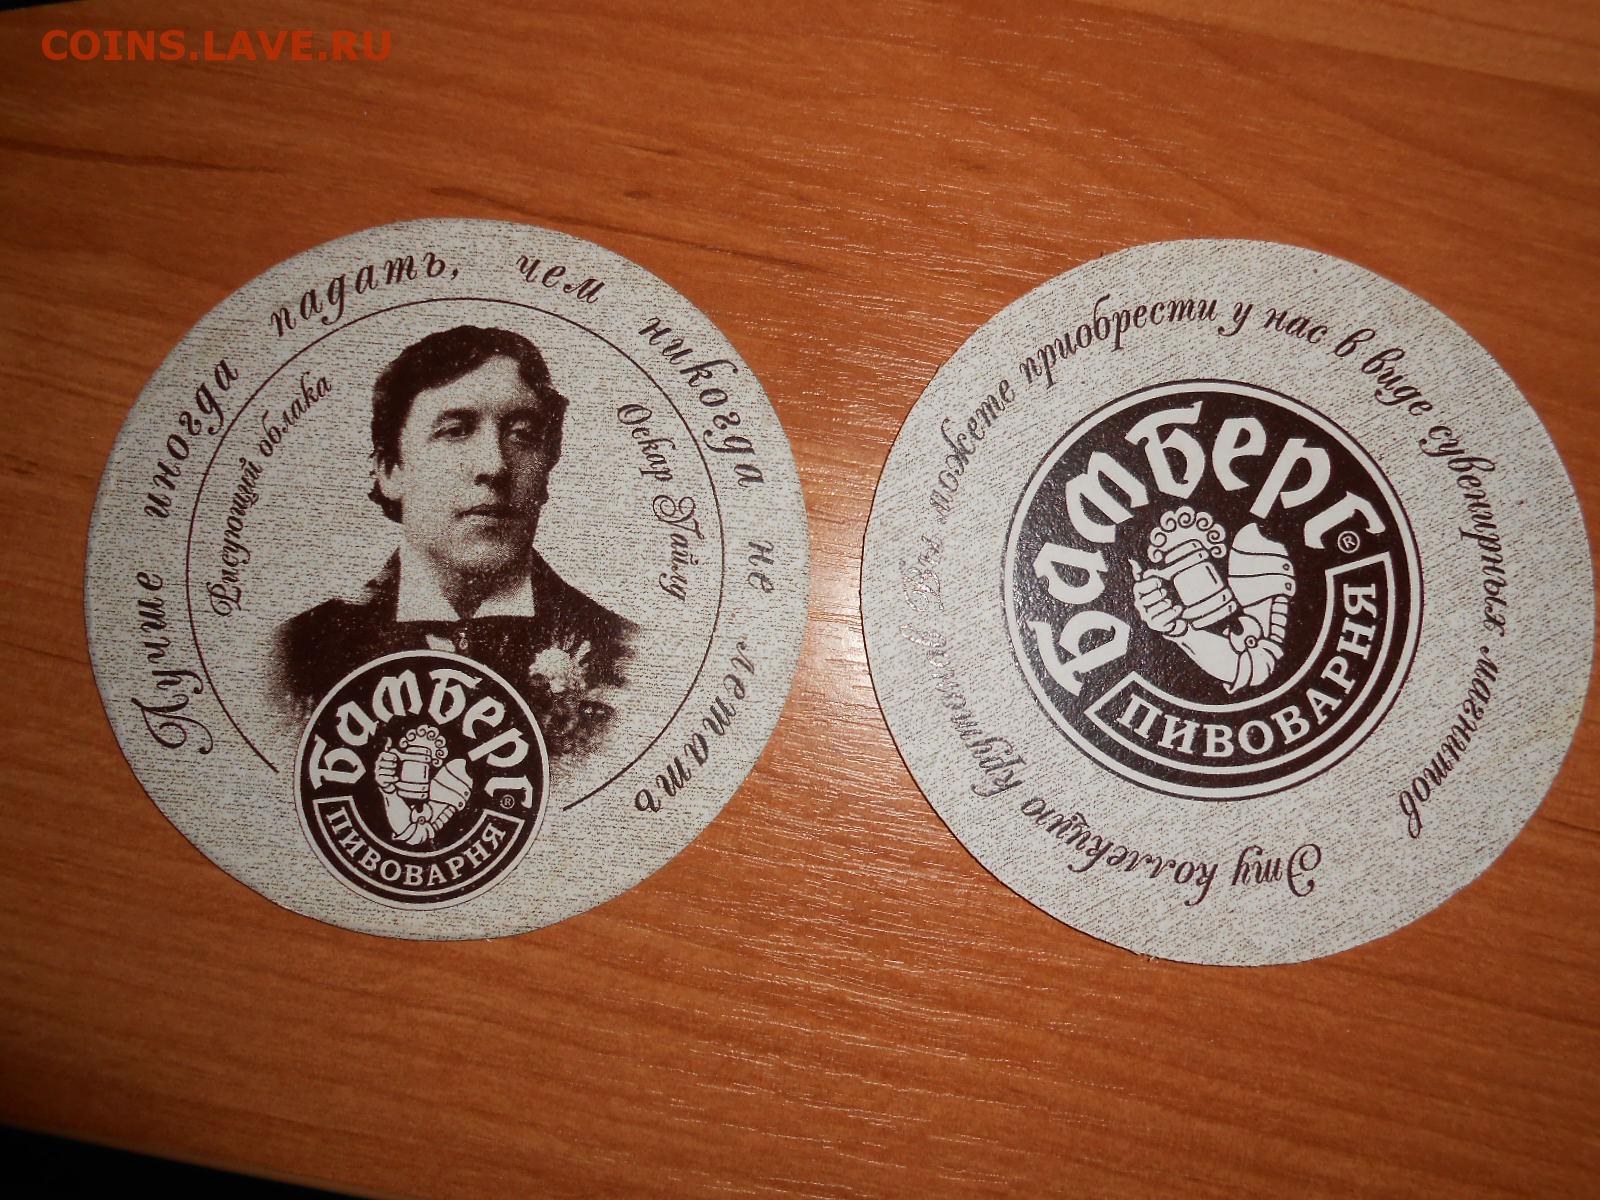 COINS.LAVE.RU
Лучше иногда падать, чем никогда не летать
Рисующий облака
Оскар Тайлу
Бамберг®
ПИВОВАРНЯ
Эту коллекцию кружков Вы можете приобрести у нас в виде сувенирных магнитов
Бамберг®
ПИВОВАРНЯ